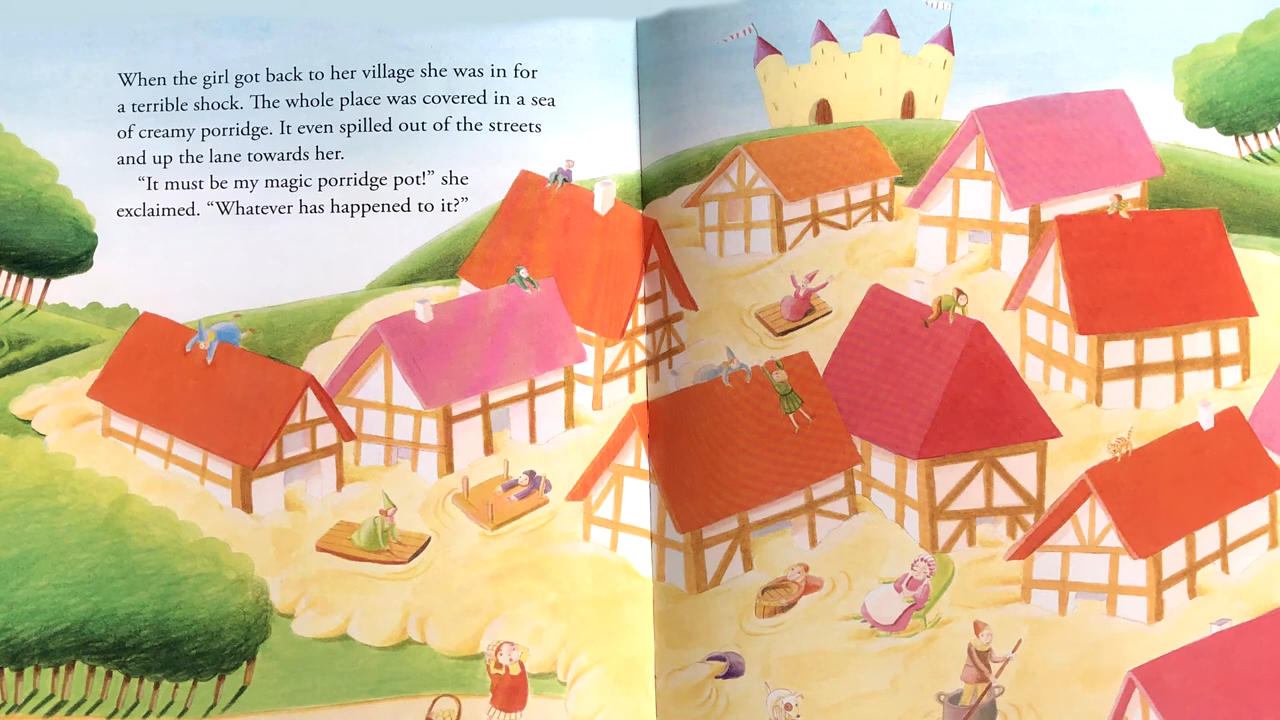 When the girl got back to her village she was in for
a terrible shock. The whole place was covered in a sea
of creamy porridge. It even spilled out of the streets
and up the lane towards her.
“It must be my magic porridge pot!” she
exclaimed. “Whatever has happened to it?”